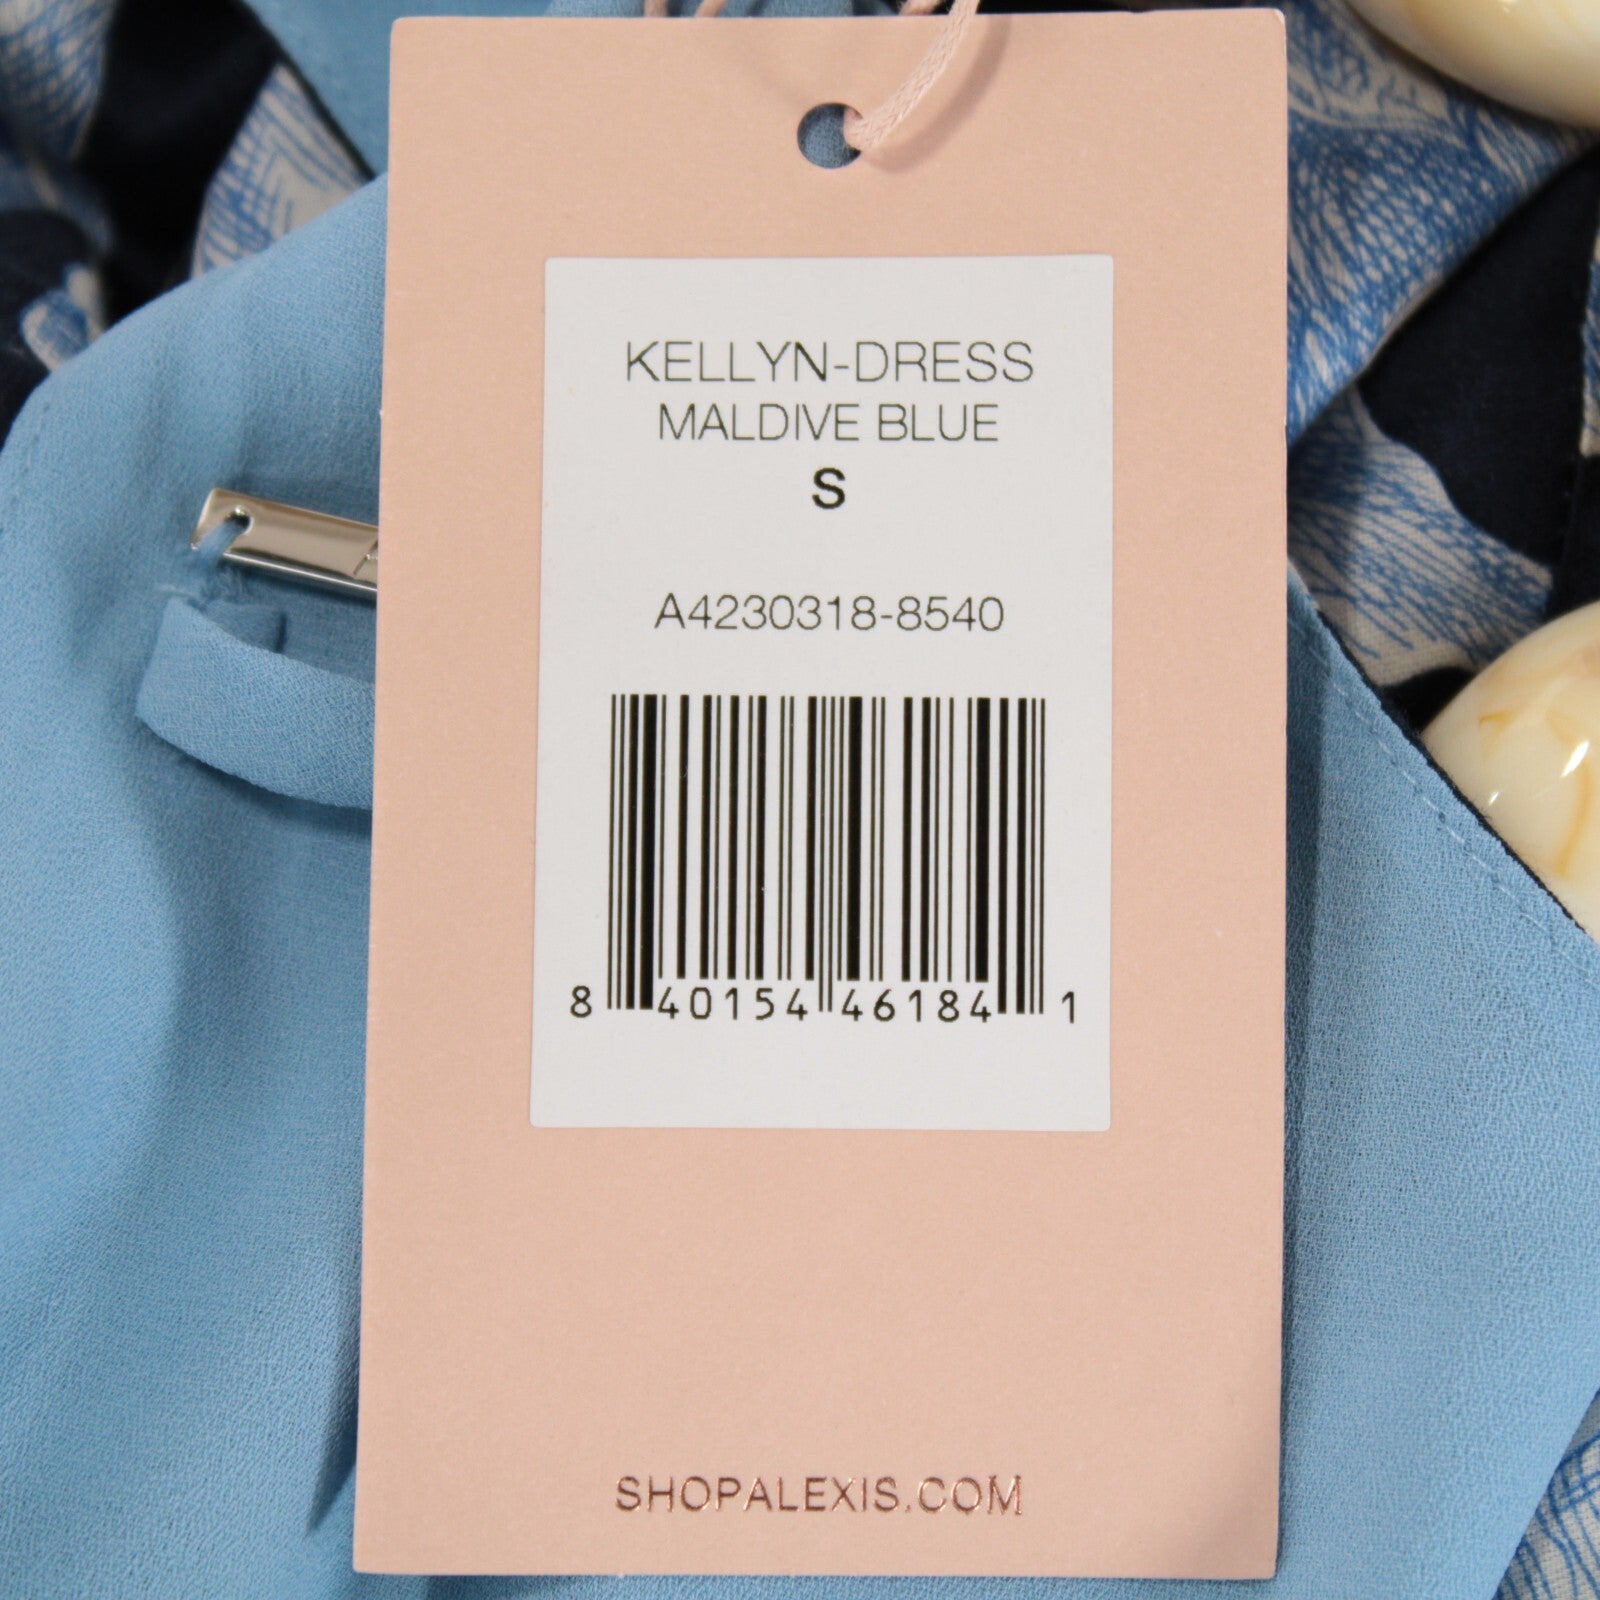 KELLYN-DRESS
MALDIVE BLUE
S
A4230318-8540
8 40154 46184 1
SHOPALEXIS.COM